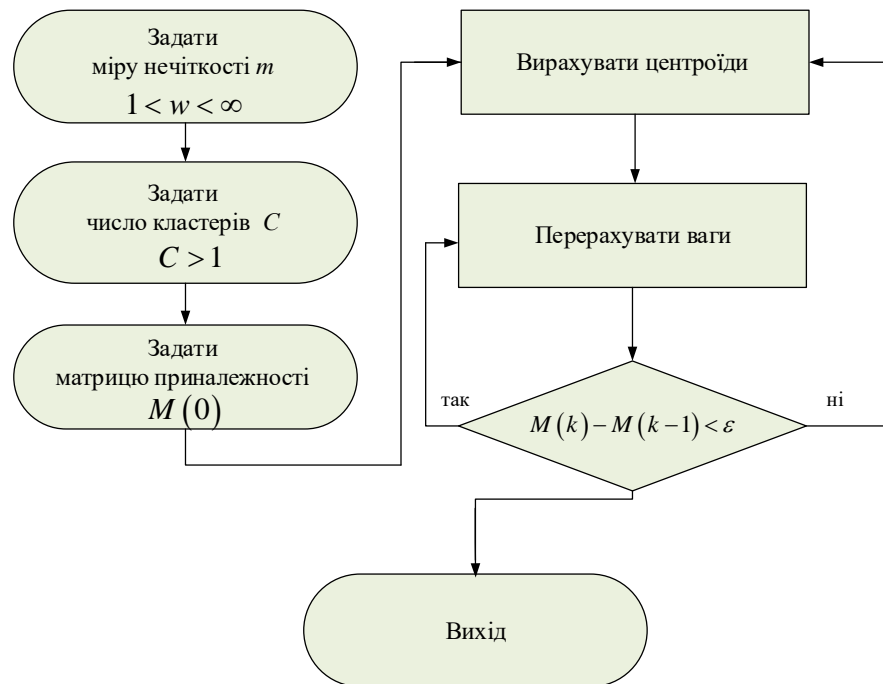 Задати
міру нечіткості m
1 < w < ∞
Задати
число кластерів C
C > 1
Задати
матрицю приналежності
M (0)
Вирахувати центроїди
Перерахувати ваги
так
M (k) – M (k – 1) < ε
ні
Вихід